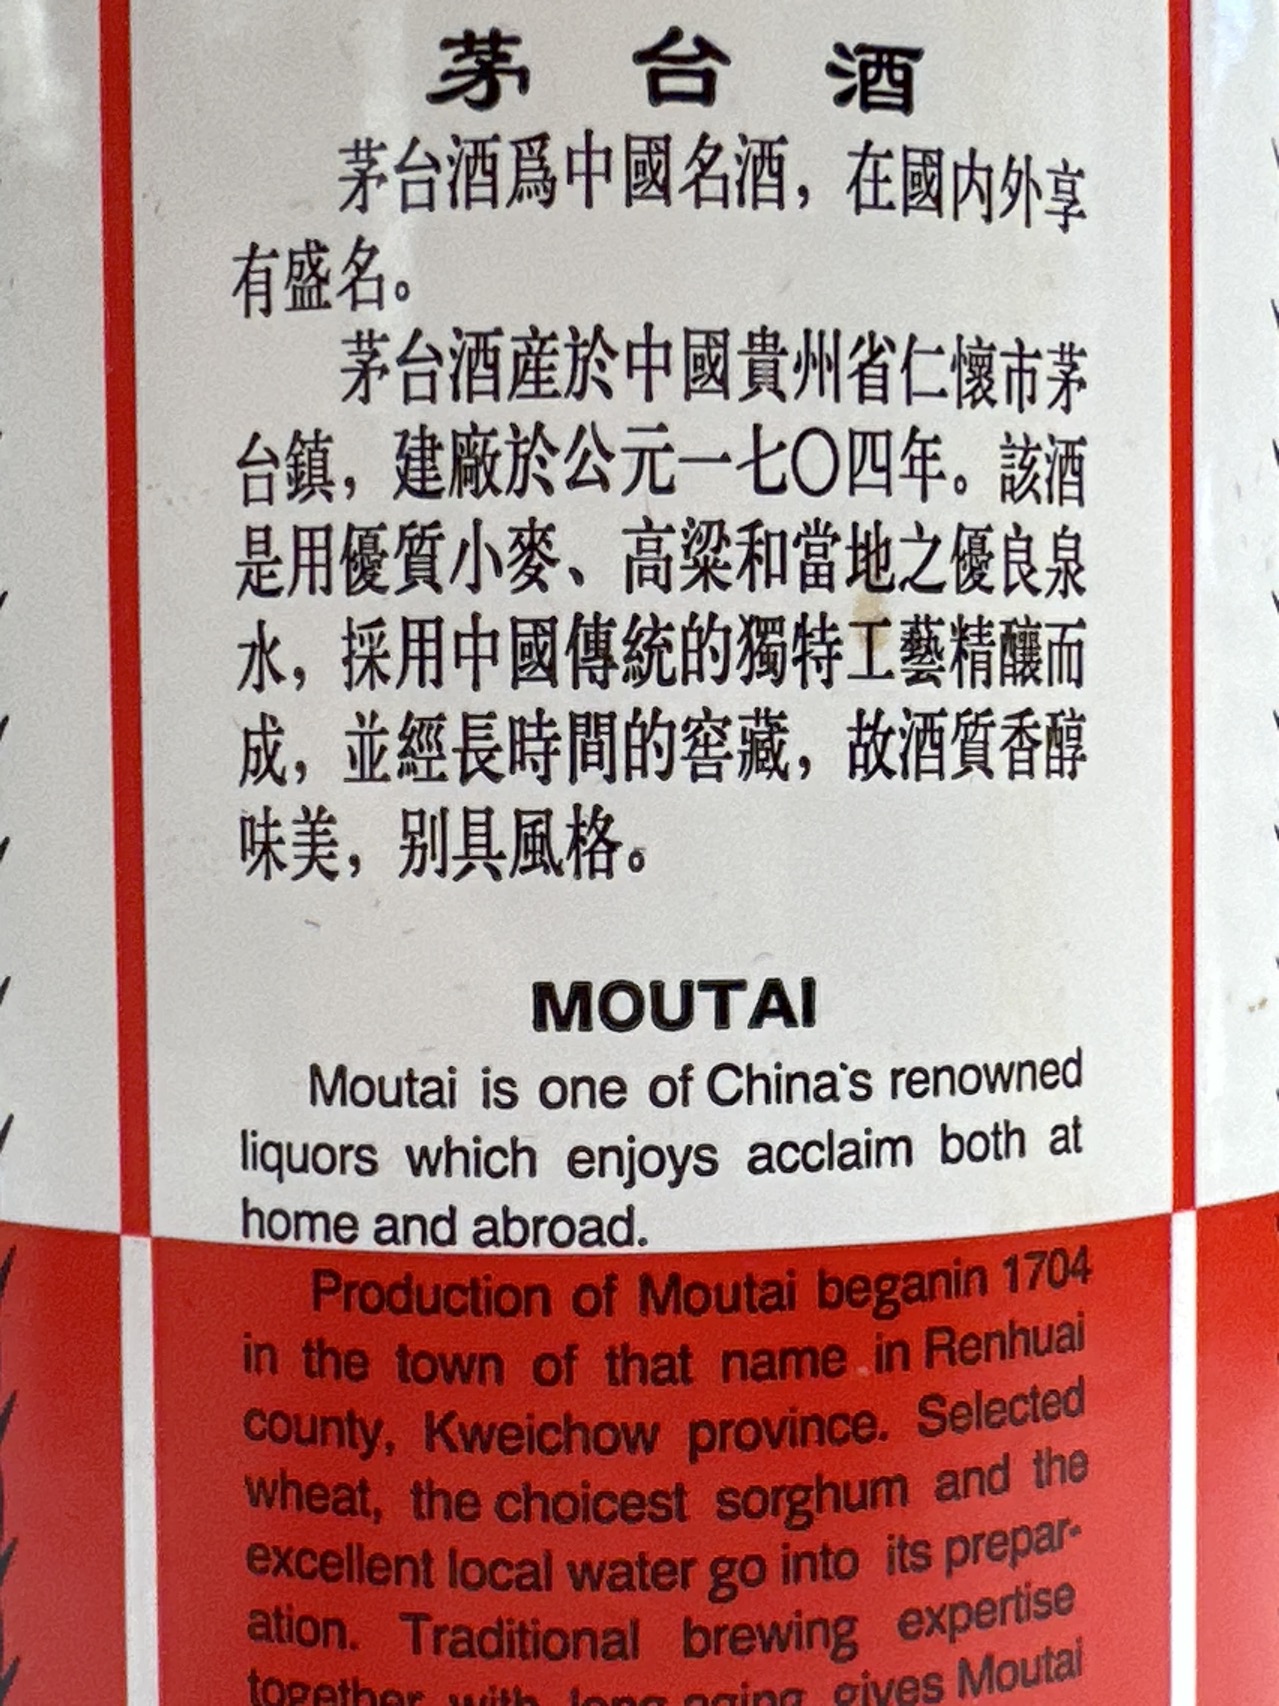 茅台酒
茅台酒爲中國名酒，在國内外享
有盛名。
茅台酒産於中國貴州省仁懷市茅
台鎮，建廠於公元一七〇四年。該酒
是用優質小麥、高粱和當地之優良泉
水，採用中國傳統的獨特工藝精釀而
成，並經長時間的窖藏，故酒質香醇
味美，别具風格。
MOUTAI
Moutai is one of China's renowned
liquors which enjoys acclaim both at
home and abroad.
Production of Moutai beganin 1704
in the town of that name in Renhuai
county, Kweichow province. Selected
wheat, the choicest sorghum and the
excellent local water go into its prepar-
ation. Traditional brewing expertise
together with long aging gives Moutai